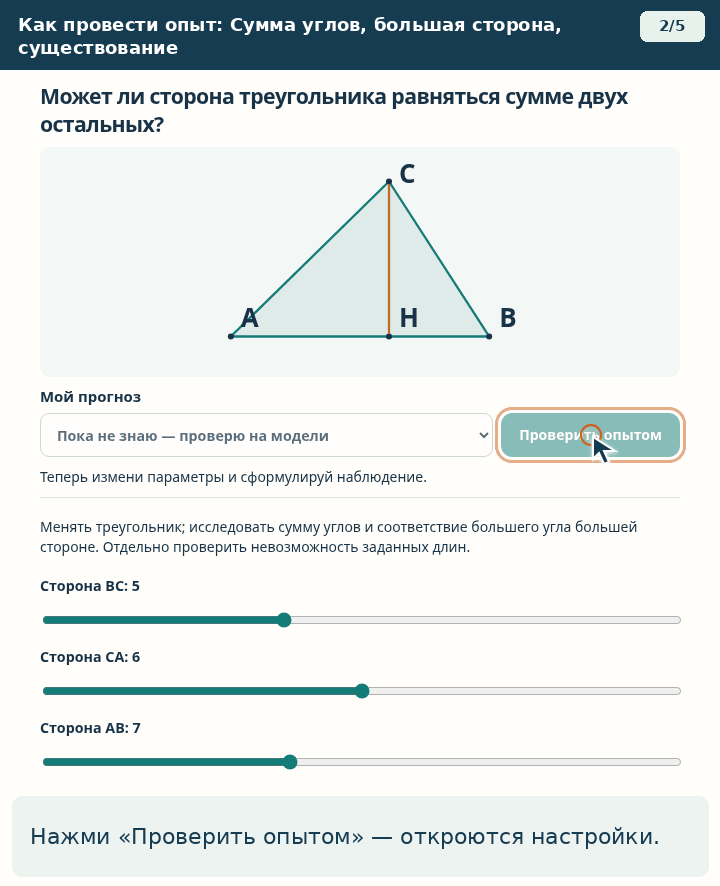 Как провести опыт: Сумма углов, большая сторона,
существование
2/5
Может ли сторона треугольника равняться сумме двух
остальных?
C
A
H
B
Мой прогноз
Пока не знаю — проверю на модели
Проверить опытом
Теперь измени параметры и сформулируй наблюдение.
Менять треугольник; исследовать сумму углов и соответствие большего угла большей
стороне. Отдельно проверить невозможность заданных длин.
Сторона BC: 5
Сторона CA: 6
Сторона AB: 7
Нажми «Проверить опытом» — откроются настройки.